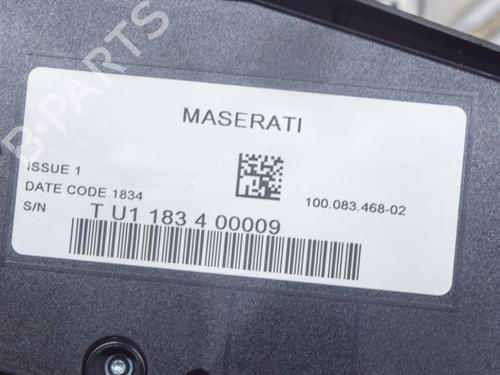 B-PARTS
MASERATI
ISSUE 1
DATE CODE 1834
100.083.468-02
S/N
T U1 183 4 00009